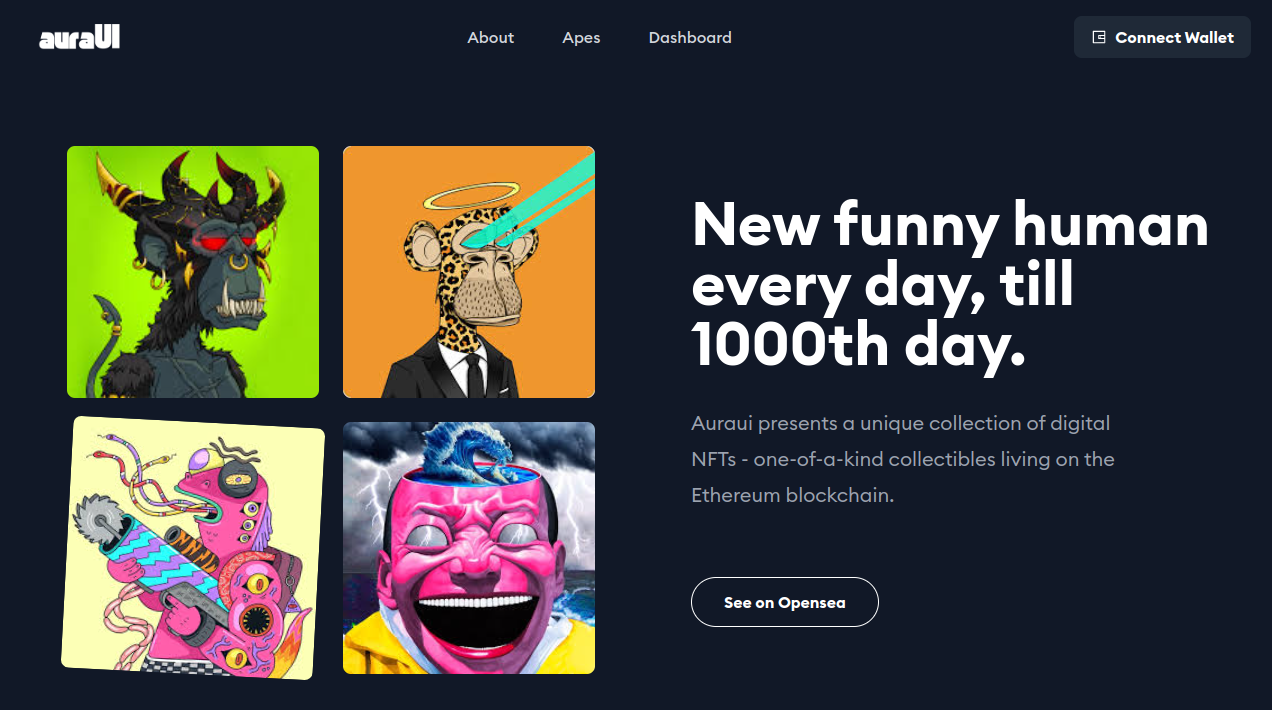 auraUI
About
Apes
Dashboard
Connect Wallet
New funny human
every day, till
1000th day.
Auraui presents a unique collection of digital
NFTs - one-of-a-kind collectibles living on the
Ethereum blockchain.
See on Opensea